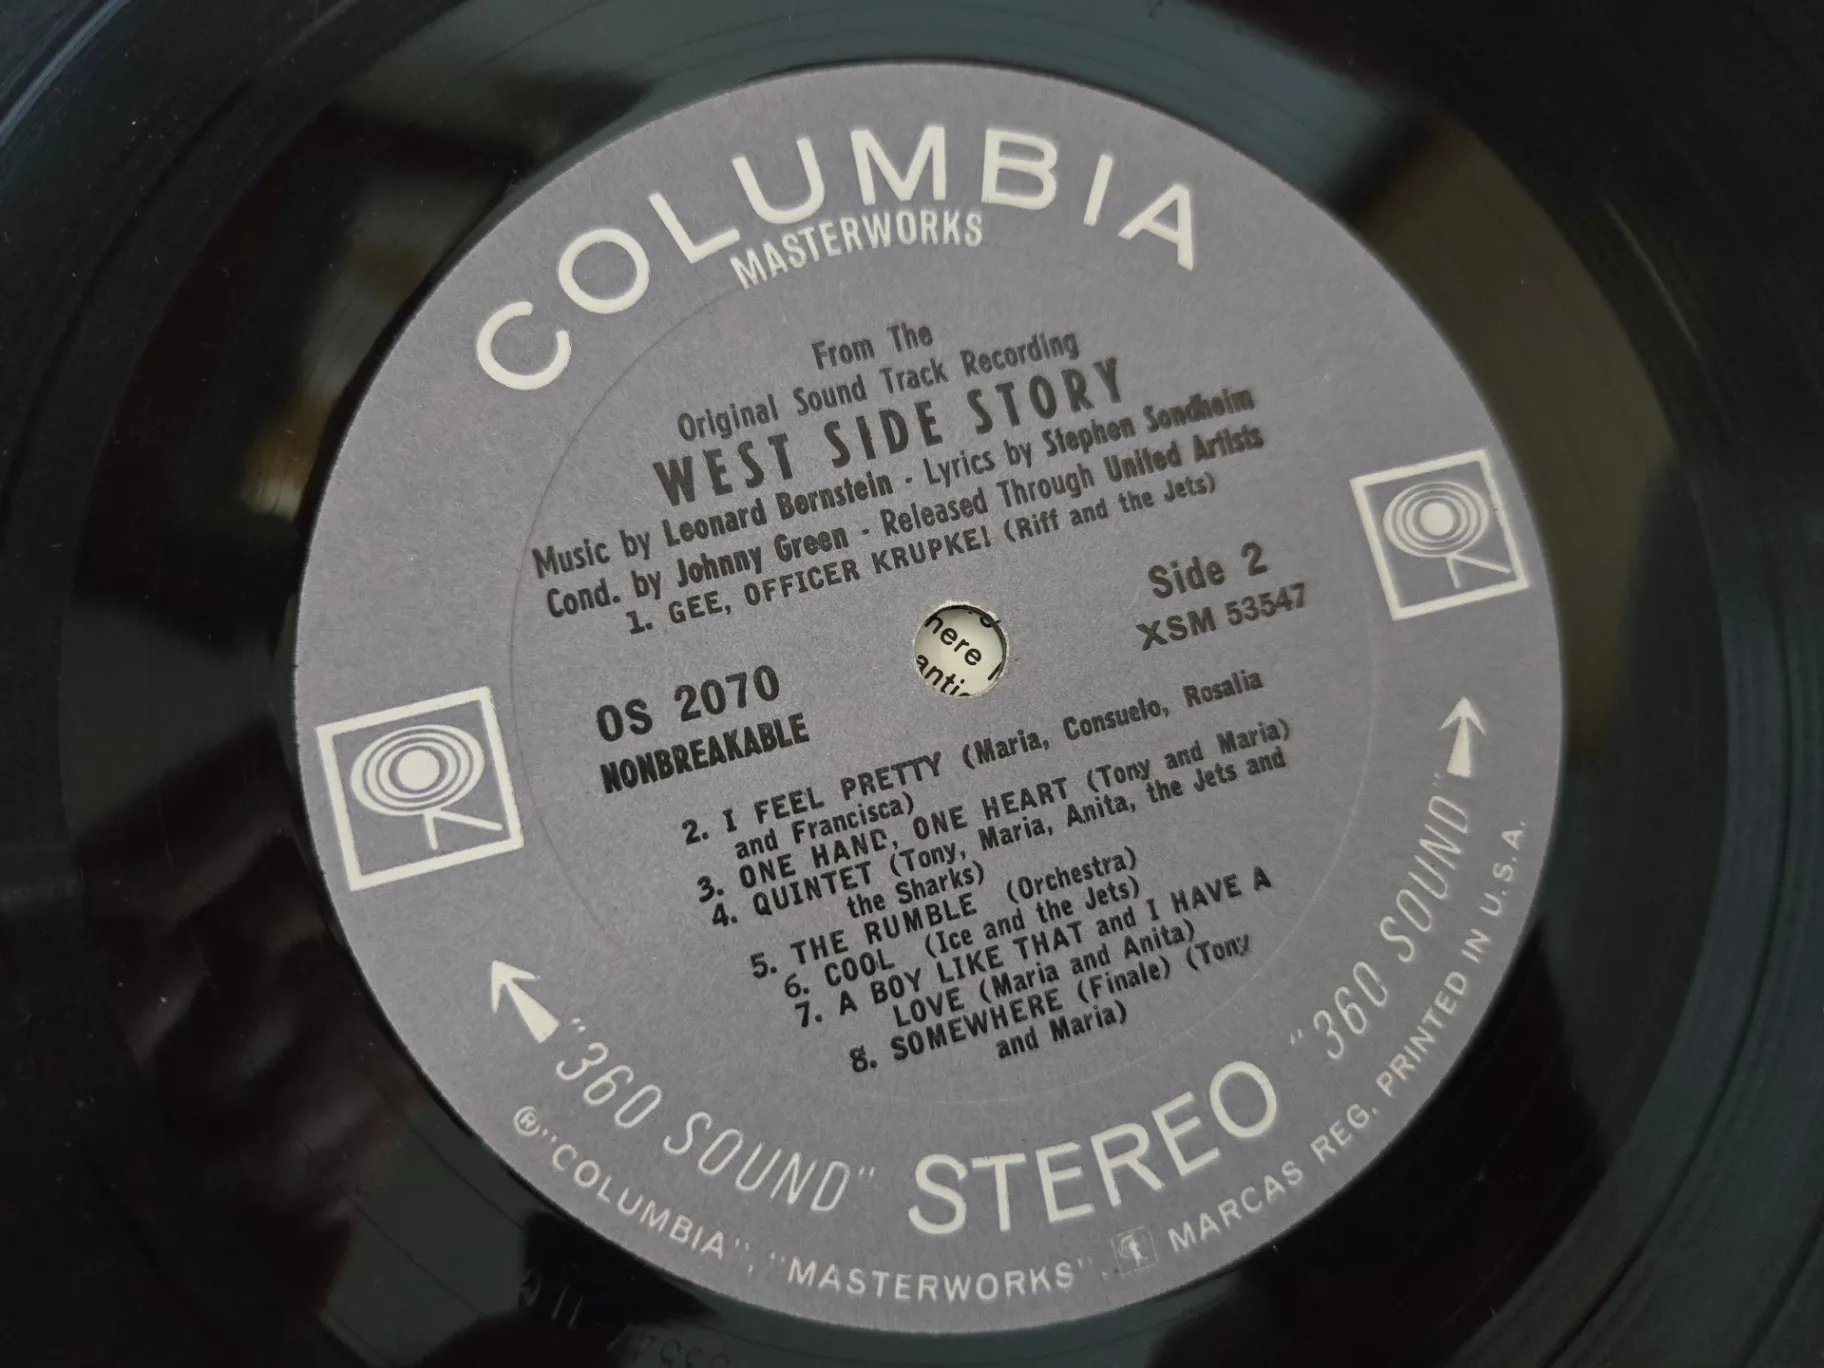 COLUMBIA
MASTERWORKS
From The
Original Sound Track Recording
WEST SIDE STORY
Music by Leonard Bernstein - Lyrics by Stephen Sondheim
Cond. by Johnny Green - Released Through United Artists
1. GEE, OFFICER KRUPKE! (Riff and the Jets)
Side 2
XSM 53547
here
OS 2070
NONBREAKABLE
2. I FEEL PRETTY (Maria, Consuelo, Rosalia
and Francisca)
3. ONE HAND, ONE HEART (Tony and Maria)
4. QUINTET (Tony, Maria, Anita, the Jets and
the Sharks)
5. THE RUMBLE (Orchestra)
6. COOL (Ice and the Jets)
7. A BOY LIKE THAT and I HAVE A
LOVE (Maria and Anita)
8. SOMEWHERE (Finale) (Tony
and Maria)
"360 SOUND" STEREO "360 SOUND"
® "COLUMBIA", "MASTERWORKS", MARCAS REG. PRINTED IN U.S.A.